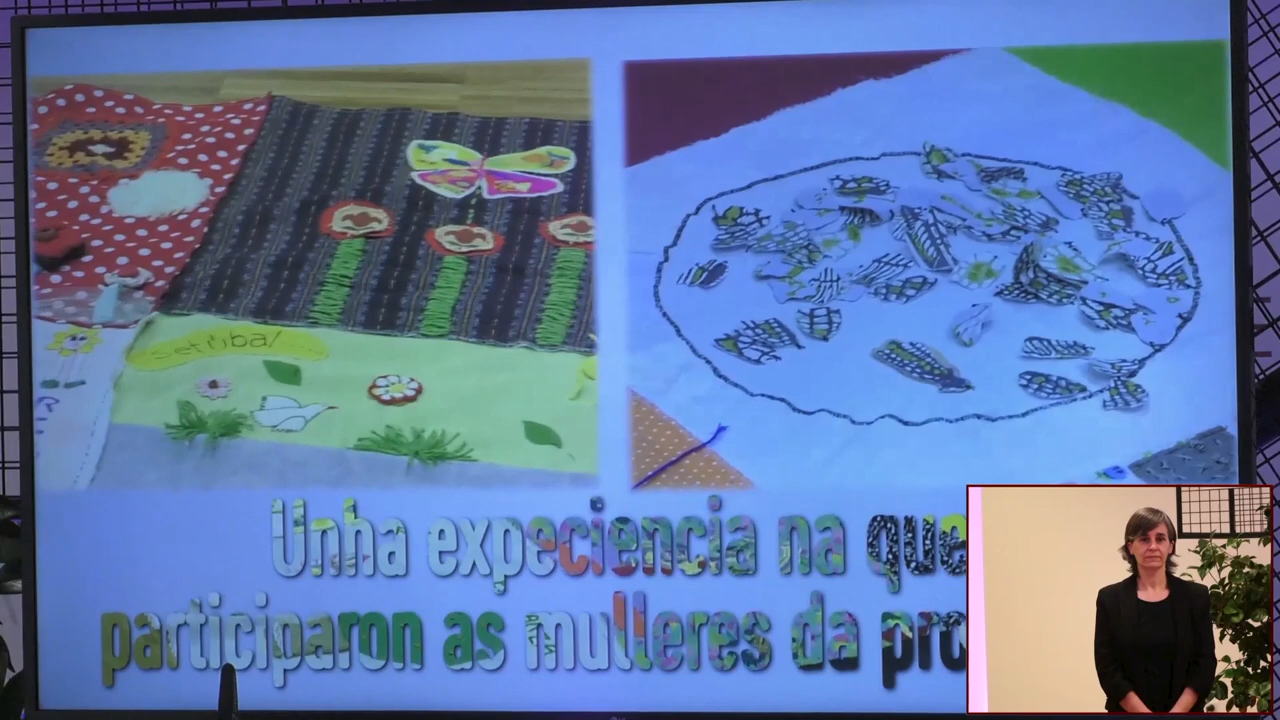 Setúbal
Unha expeciencia na que
participaron as mulleres da pro